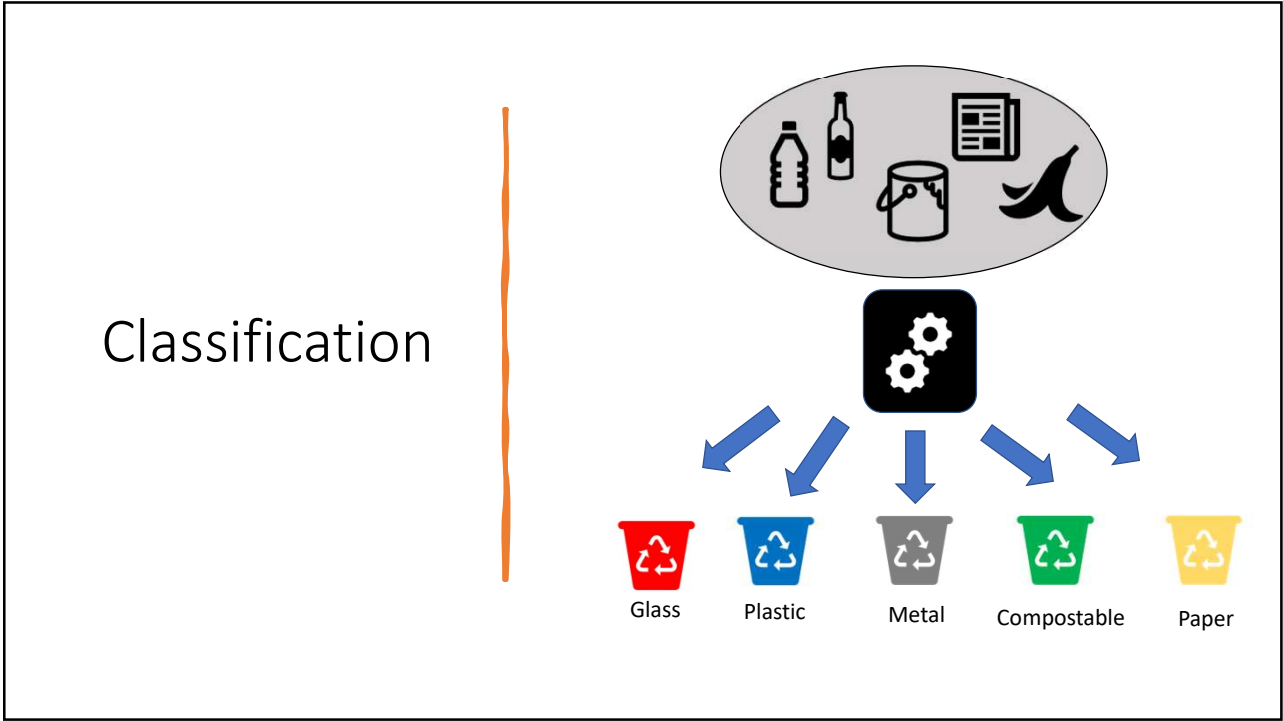 Classification
Glass
Plastic
Metal
Compostable
Paper